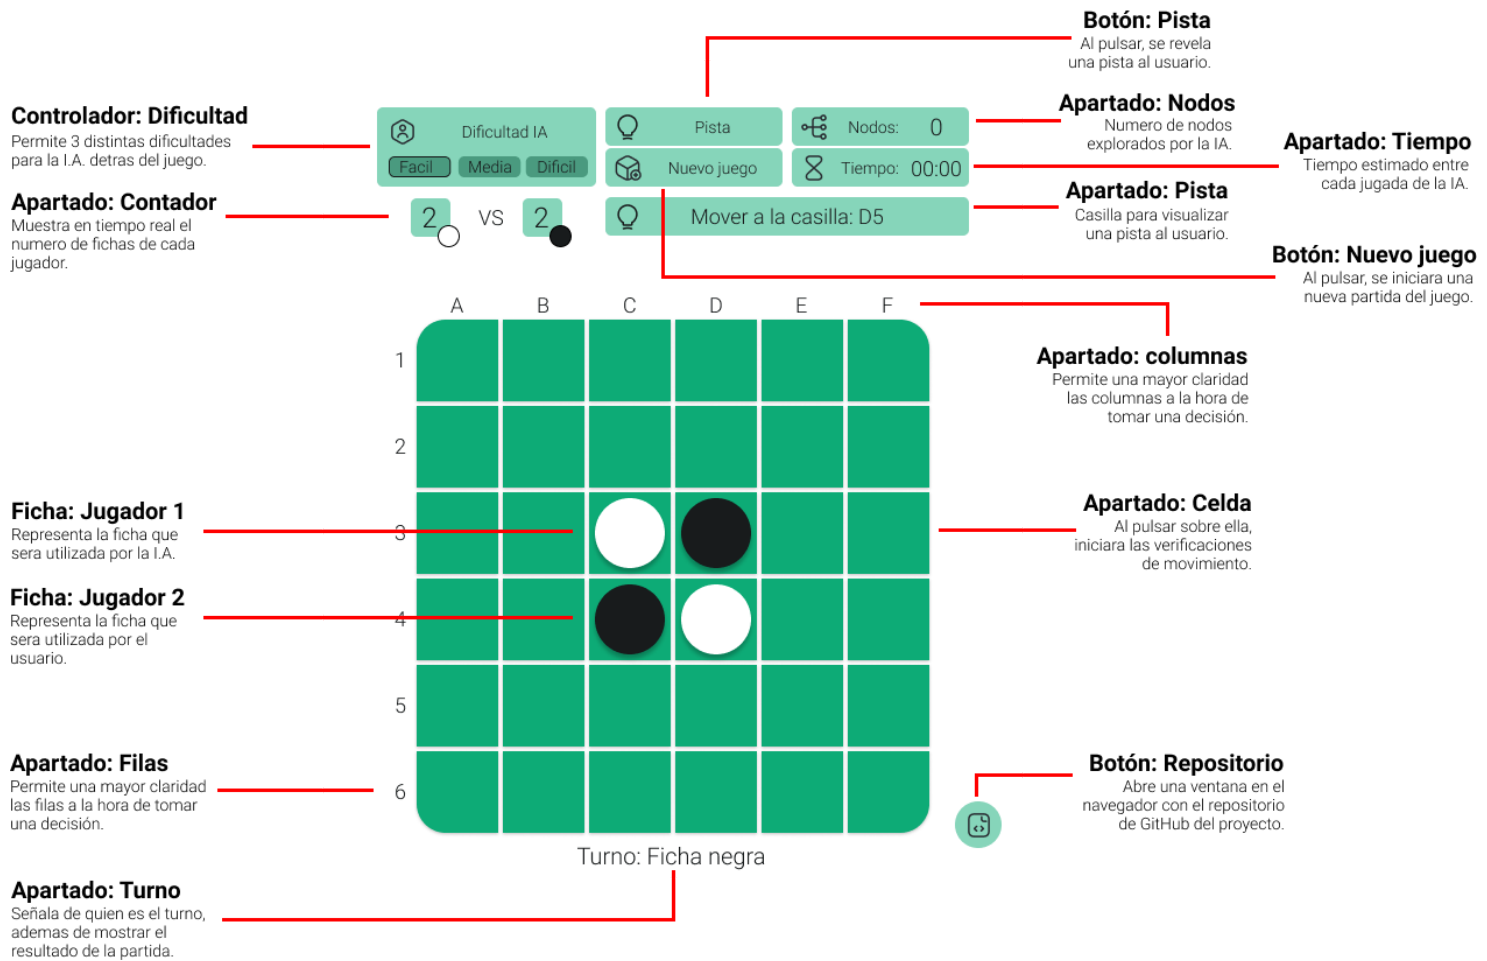 Botón: Pista
Al pulsar, se revela
una pista al usuario.
Controlador: Dificultad
Permite 3 distintas dificultades
para la I.A. detras del juego.
Dificultad IA
Facil
Media
Dificil
Pista
Nuevo juego
Nodos: 0
Tiempo: 00:00
Apartado: Nodos
Numero de nodos
explorados por la IA.
Apartado: Tiempo
Tiempo estimado entre
cada jugada de la IA.
Apartado: Contador
Muestra en tiempo real el
numero de fichas de cada
jugador.
2 VS 2
Mover a la casilla: D5
Apartado: Pista
Casilla para visualizar
una pista al usuario.
Botón: Nuevo juego
Al pulsar, se iniciara una
nueva partida del juego.
A B C D E F
Apartado: columnas
Permite una mayor claridad
las columnas a la hora de
tomar una decisión.
1
2
3
4
5
6
Ficha: Jugador 1
Representa la ficha que
sera utilizada por la I.A.
Apartado: Celda
Al pulsar sobre ella,
iniciara las verificaciones
de movimiento.
Ficha: Jugador 2
Representa la ficha que
sera utilizada por el
usuario.
Apartado: Filas
Permite una mayor claridad
las filas a la hora de tomar
una decisión.
Botón: Repositorio
Abre una ventana en el
navegador con el repositorio
de GitHub del proyecto.
Turno: Ficha negra
Apartado: Turno
Señala de quien es el turno,
ademas de mostrar el
resultado de la partida.